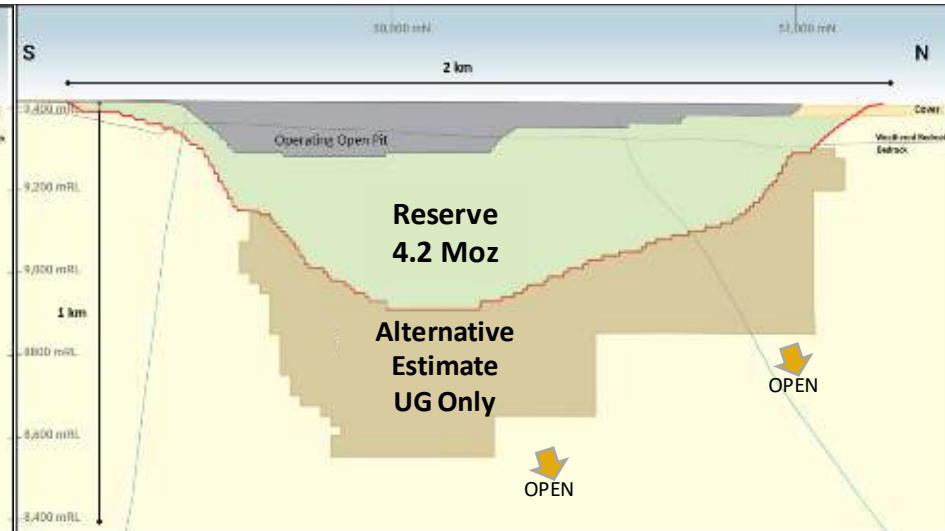 50,000 mN
51,000 mN
S
N
2 km
9,400 mRL
Cover
Operating Open Pit
Weathered Bedrock
Bedrock
9,200 mRL
Reserve
4.2 Moz
9,000 mRL
1 km
Alternative
Estimate
UG Only
8800 mRL
OPEN
8,600 mRL
OPEN
8,400 mRL